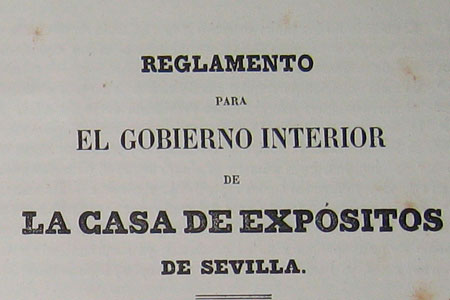 REGLAMENTO
PARA
EL GOBIERNO INTERIOR
DE
LA CASA DE EXPÓSITOS
DE SEVILLA.